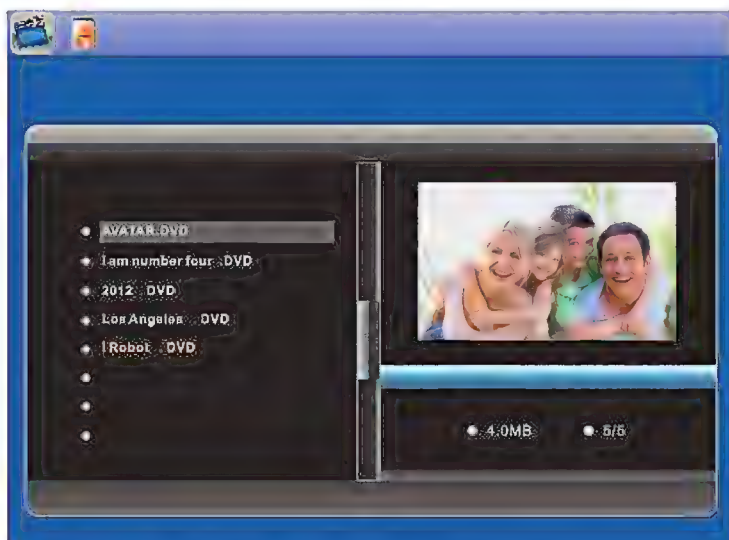 AVATAR.DVD
I am number four .DVD
2012 .DVD
Los Angeles .DVD
I Robot .DVD
4.0MB 5/5